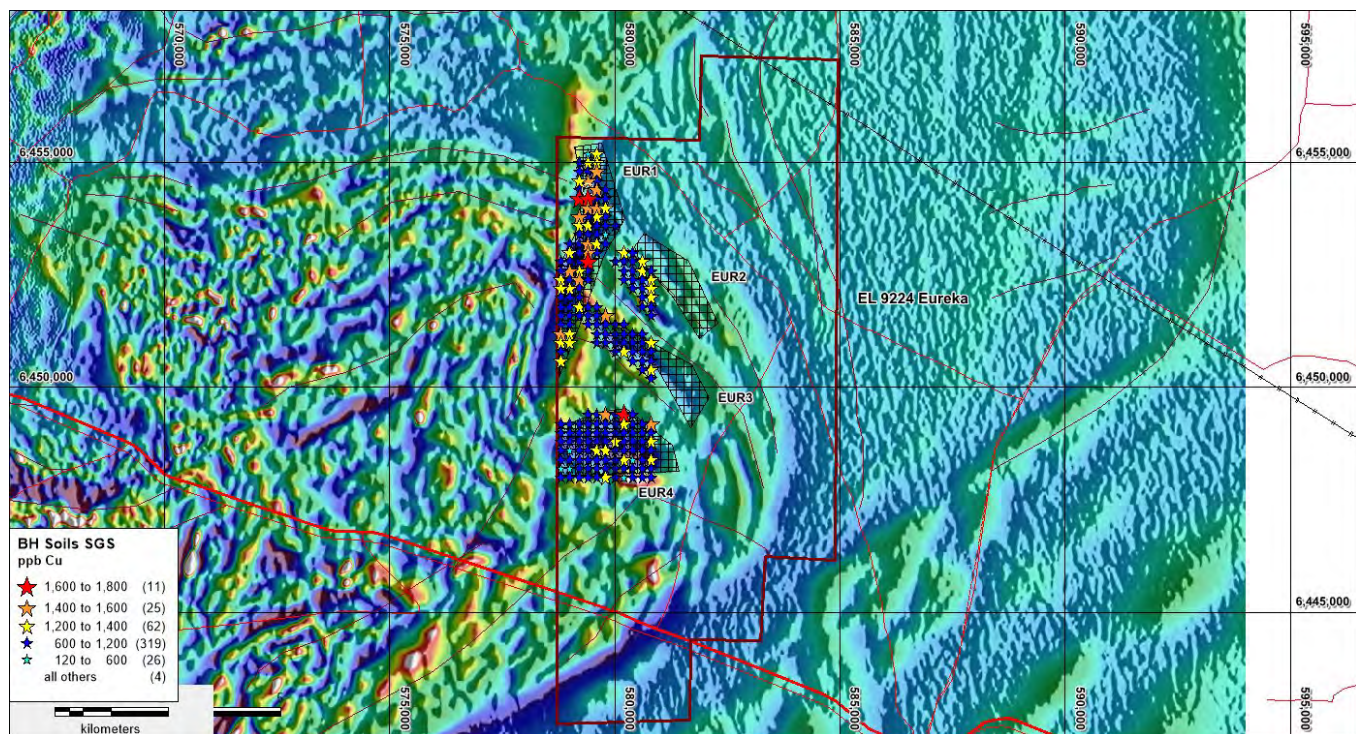 570,000
575,000
580,000
585,000
590,000
595,000
6,455,000
6,455,000
EUR1
EUR2
EL 9224 Eureka
6,450,000
6,450,000
EUR3
EUR4
6,445,000
BH Soils SGS
ppb Cu
1,600 to 1,800 (11)
1,400 to 1,600 (25)
1,200 to 1,400 (62)
600 to 1,200 (319)
120 to 600 (26)
all others (4)
575,000
580,000
585,000
590,000
595,000
kilometers